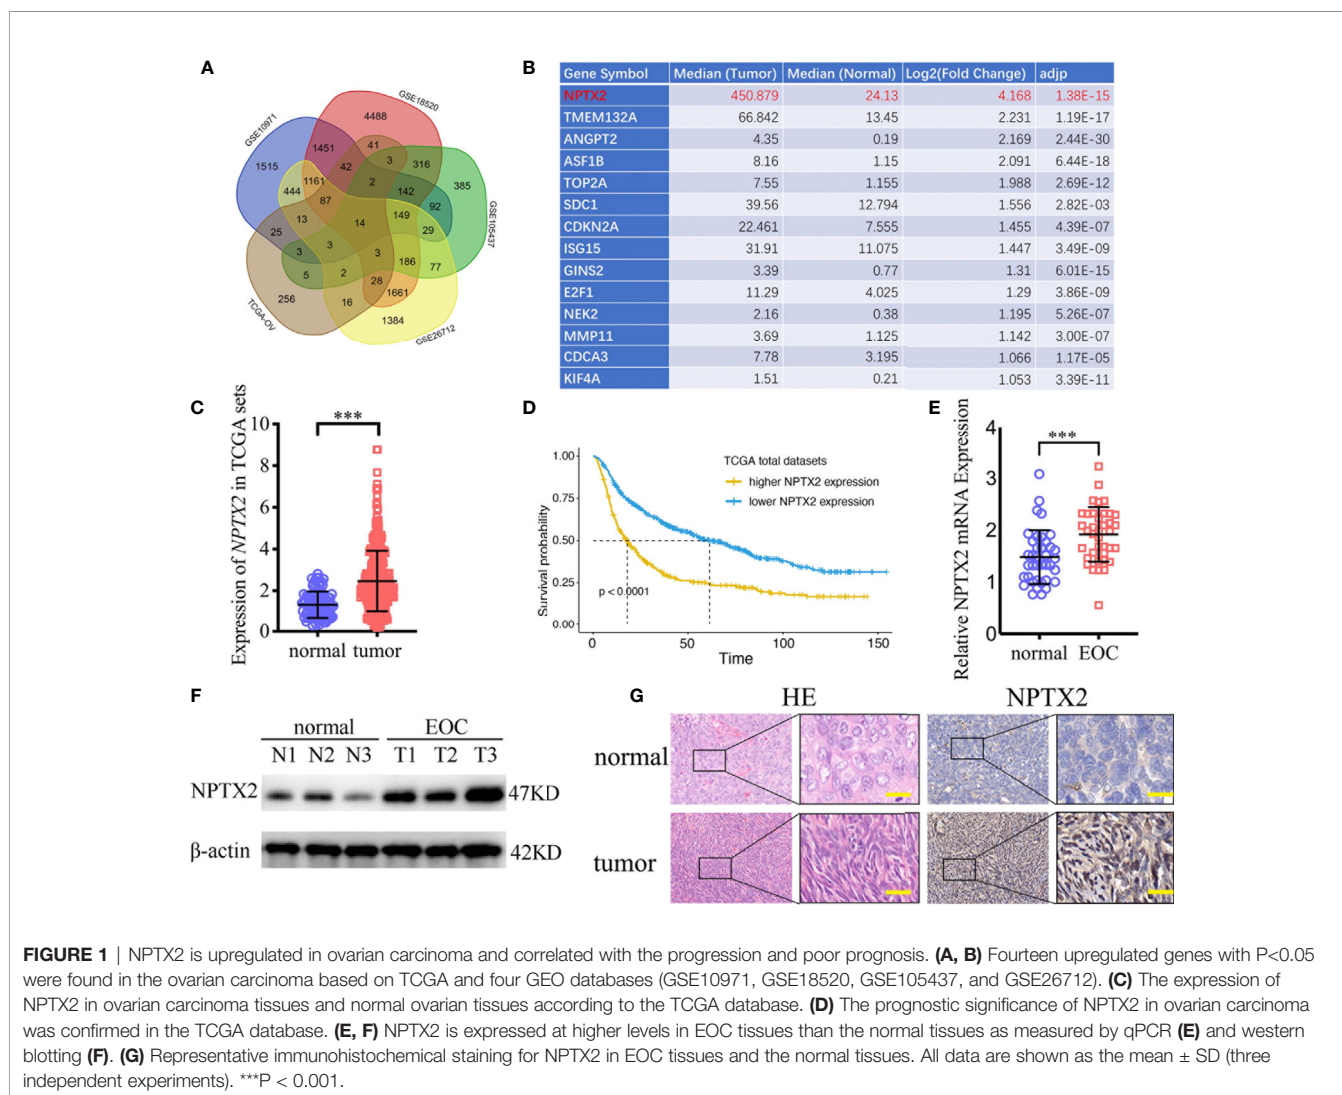 A
GSE10971
GSE18520
GSE105437
GSE26712
TCGA-OV
4488
1515
1451
41
3
316
385
42
444
1161
2
142
92
87
13
14
149
29
25
3
3
3
186
77
5
2
28
256
16
1661
1384
B
Gene Symbol Median (Tumor) Median (Normal) Log2(Fold Change) adjp
NPTX2 450.879 24.13 4.168 1.38E-15
TMEM132A 66.842 13.45 2.231 1.19E-17
ANGPT2 4.35 0.19 2.169 2.44E-30
ASF1B 8.16 1.15 2.091 6.44E-18
TOP2A 7.55 1.155 1.988 2.69E-12
SDC1 39.56 12.794 1.556 2.82E-03
CDKN2A 22.461 7.555 1.455 4.39E-07
ISG15 31.91 11.075 1.447 3.49E-09
GINS2 3.39 0.77 1.31 6.01E-15
E2F1 11.29 4.025 1.29 3.86E-09
NEK2 2.16 0.38 1.195 5.26E-07
MMP11 3.69 1.125 1.142 3.00E-07
CDCA3 7.78 3.195 1.066 1.17E-05
KIF4A 1.51 0.21 1.053 3.39E-11
C
Expression of NPTX2 in TCGA sets
***
10
8
6
4
2
0
normal tumor
D
Survival probability
1.00
0.75
0.50
0.25
0.00
TCGA total datasets
higher NPTX2 expression
lower NPTX2 expression
p < 0.0001
0 50 100 150
Time
E
Relative NPTX2 mRNA Expression
***
4
3
2
1
0
normal EOC
F
normal EOC
N1 N2 N3 T1 T2 T3
NPTX2 47KD
β-actin 42KD
G
HE NPTX2
normal
tumor
FIGURE 1 | NPTX2 is upregulated in ovarian carcinoma and correlated with the progression and poor prognosis. (A, B) Fourteen upregulated genes with P<0.05
were found in the ovarian carcinoma based on TCGA and four GEO databases (GSE10971, GSE18520, GSE105437, and GSE26712). (C) The expression of
NPTX2 in ovarian carcinoma tissues and normal ovarian tissues according to the TCGA database. (D) The prognostic significance of NPTX2 in ovarian carcinoma
was confirmed in the TCGA database. (E, F) NPTX2 is expressed at higher levels in EOC tissues than the normal tissues as measured by qPCR (E) and western
blotting (F). (G) Representative immunohistochemical staining for NPTX2 in EOC tissues and the normal tissues. All data are shown as the mean ± SD (three
independent experiments). ***P < 0.001.